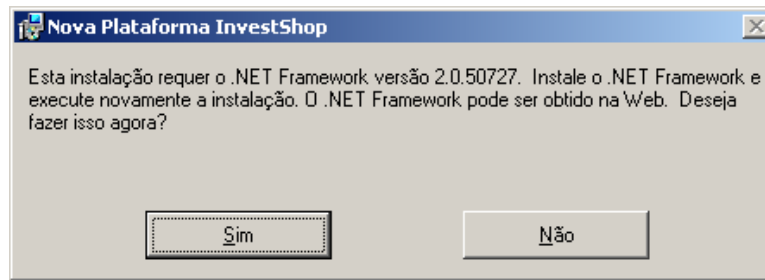 Nova Plataforma InvestShop
Esta instalação requer o .NET Framework versão 2.0.50727.  Instale o .NET Framework e
execute novamente a instalação. O .NET Framework pode ser obtido na Web.  Deseja
fazer isso agora?
Sim
Não